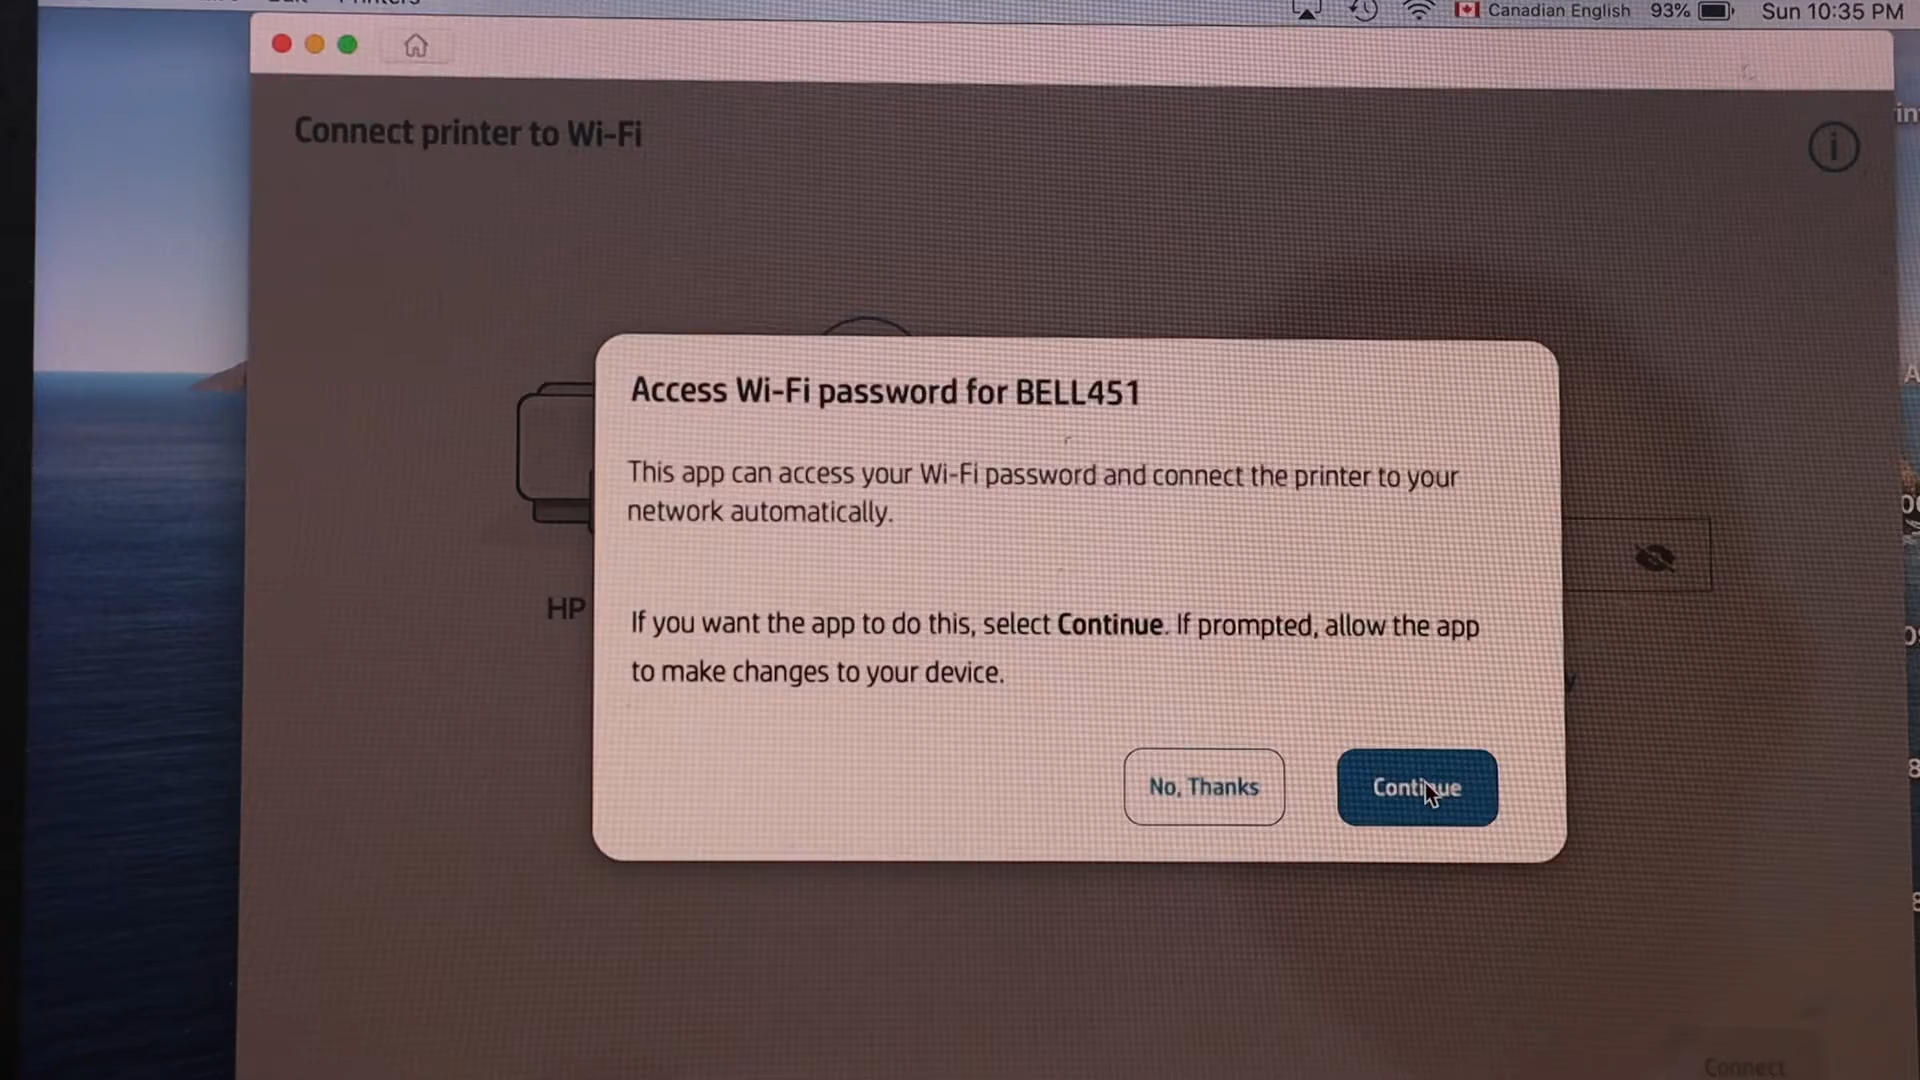 Canadian English 93% Sun 10:35 PM
Connect printer to Wi-Fi
i
Access Wi-Fi password for BELL451
This app can access your Wi-Fi password and connect the printer to your
network automatically.
HP
If you want the app to do this, select Continue. If prompted, allow the app
to make changes to your device.
No, Thanks
Continue
Connect